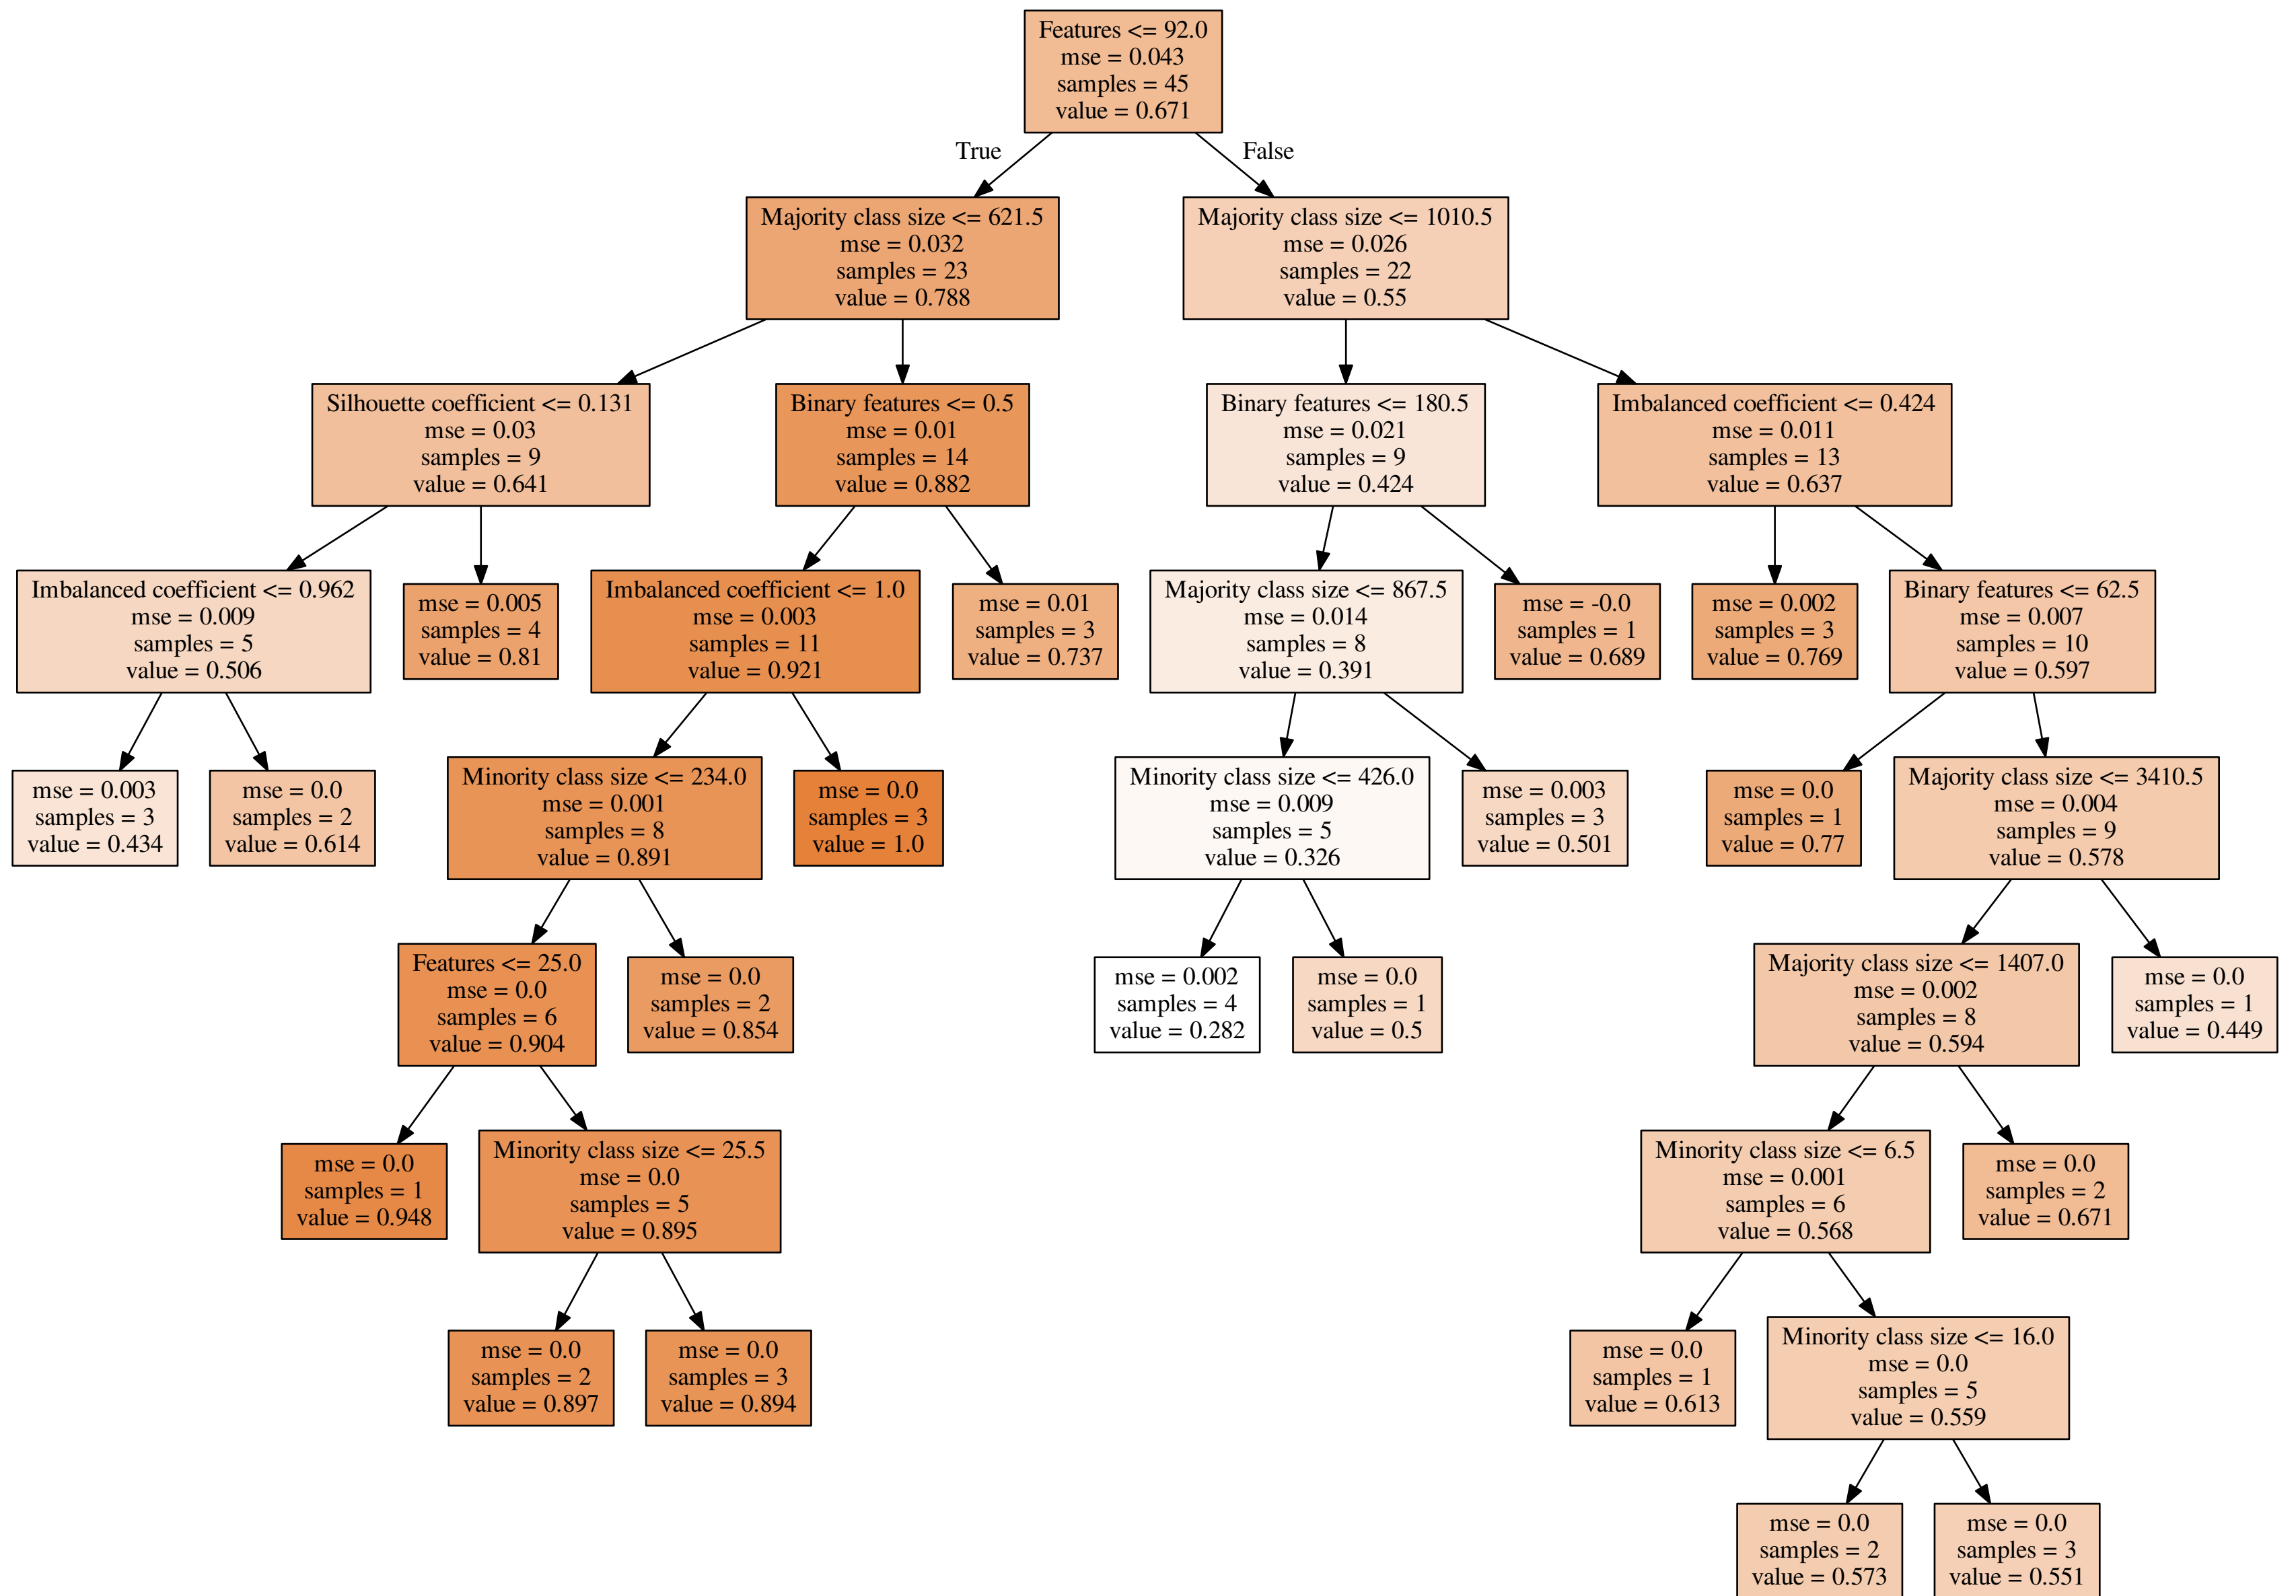 Features <= 92.0
mse = 0.043
samples = 45
value = 0.671
True
False
Majority class size <= 621.5
mse = 0.032
samples = 23
value = 0.788
Majority class size <= 1010.5
mse = 0.026
samples = 22
value = 0.55
Silhouette coefficient <= 0.131
mse = 0.03
samples = 9
value = 0.641
Binary features <= 0.5
mse = 0.01
samples = 14
value = 0.882
Binary features <= 180.5
mse = 0.021
samples = 9
value = 0.424
Imbalanced coefficient <= 0.424
mse = 0.011
samples = 13
value = 0.637
Imbalanced coefficient <= 0.962
mse = 0.009
samples = 5
value = 0.506
mse = 0.005
samples = 4
value = 0.81
Imbalanced coefficient <= 1.0
mse = 0.003
samples = 11
value = 0.921
mse = 0.01
samples = 3
value = 0.737
Majority class size <= 867.5
mse = 0.014
samples = 8
value = 0.391
mse = -0.0
samples = 1
value = 0.689
mse = 0.002
samples = 3
value = 0.769
Binary features <= 62.5
mse = 0.007
samples = 10
value = 0.597
mse = 0.003
samples = 3
value = 0.434
mse = 0.0
samples = 2
value = 0.614
Minority class size <= 234.0
mse = 0.001
samples = 8
value = 0.891
mse = 0.0
samples = 3
value = 1.0
Minority class size <= 426.0
mse = 0.009
samples = 5
value = 0.326
mse = 0.003
samples = 3
value = 0.501
mse = 0.0
samples = 1
value = 0.77
Majority class size <= 3410.5
mse = 0.004
samples = 9
value = 0.578
Features <= 25.0
mse = 0.0
samples = 6
value = 0.904
mse = 0.0
samples = 2
value = 0.854
mse = 0.002
samples = 4
value = 0.282
mse = 0.0
samples = 1
value = 0.5
Majority class size <= 1407.0
mse = 0.002
samples = 8
value = 0.594
mse = 0.0
samples = 1
value = 0.449
mse = 0.0
samples = 1
value = 0.948
Minority class size <= 25.5
mse = 0.0
samples = 5
value = 0.895
Minority class size <= 6.5
mse = 0.001
samples = 6
value = 0.568
mse = 0.0
samples = 2
value = 0.671
mse = 0.0
samples = 2
value = 0.897
mse = 0.0
samples = 3
value = 0.894
mse = 0.0
samples = 1
value = 0.613
Minority class size <= 16.0
mse = 0.0
samples = 5
value = 0.559
mse = 0.0
samples = 2
value = 0.573
mse = 0.0
samples = 3
value = 0.551